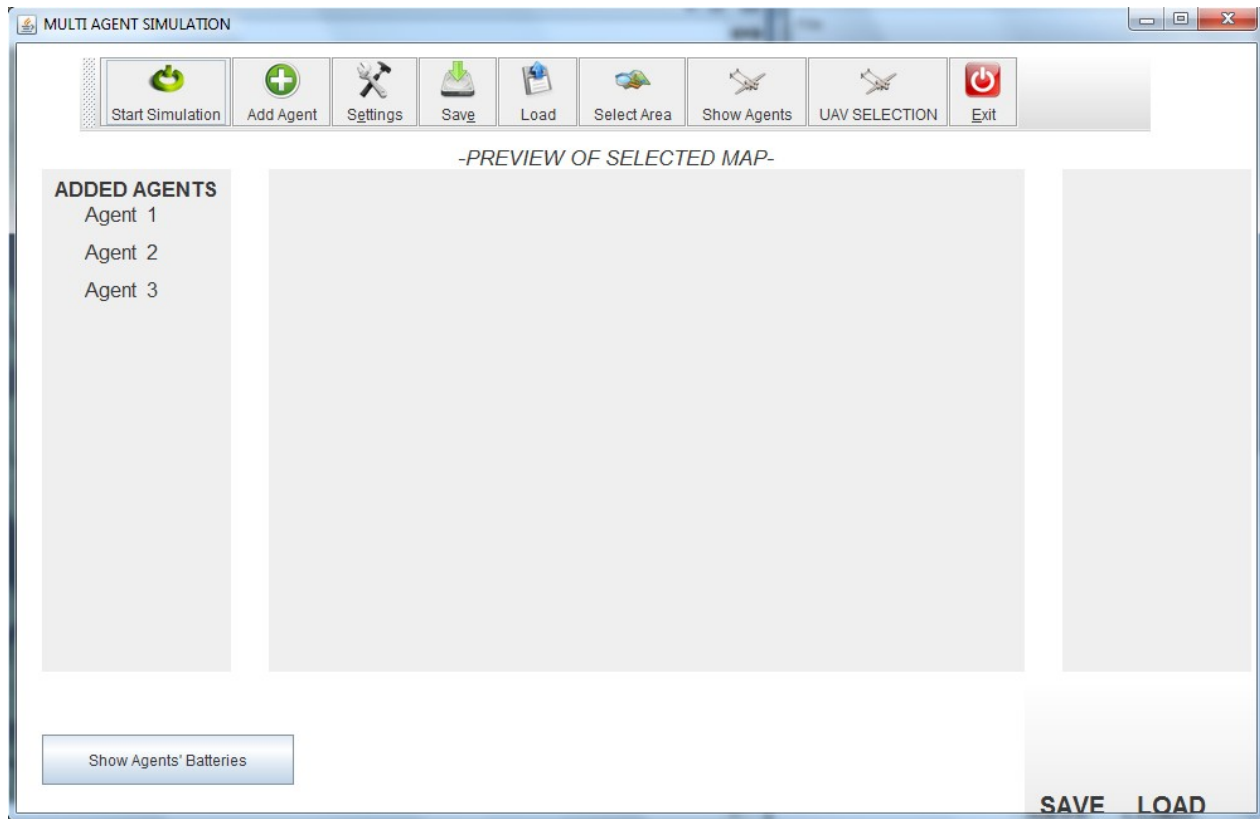 MULTI AGENT SIMULATION
Start Simulation Add Agent Settings Save Load Select Area Show Agents UAV SELECTION Exit
-PREVIEW OF SELECTED MAP-
ADDED AGENTS
Agent 1
Agent 2
Agent 3
Show Agents' Batteries
SAVE LOAD